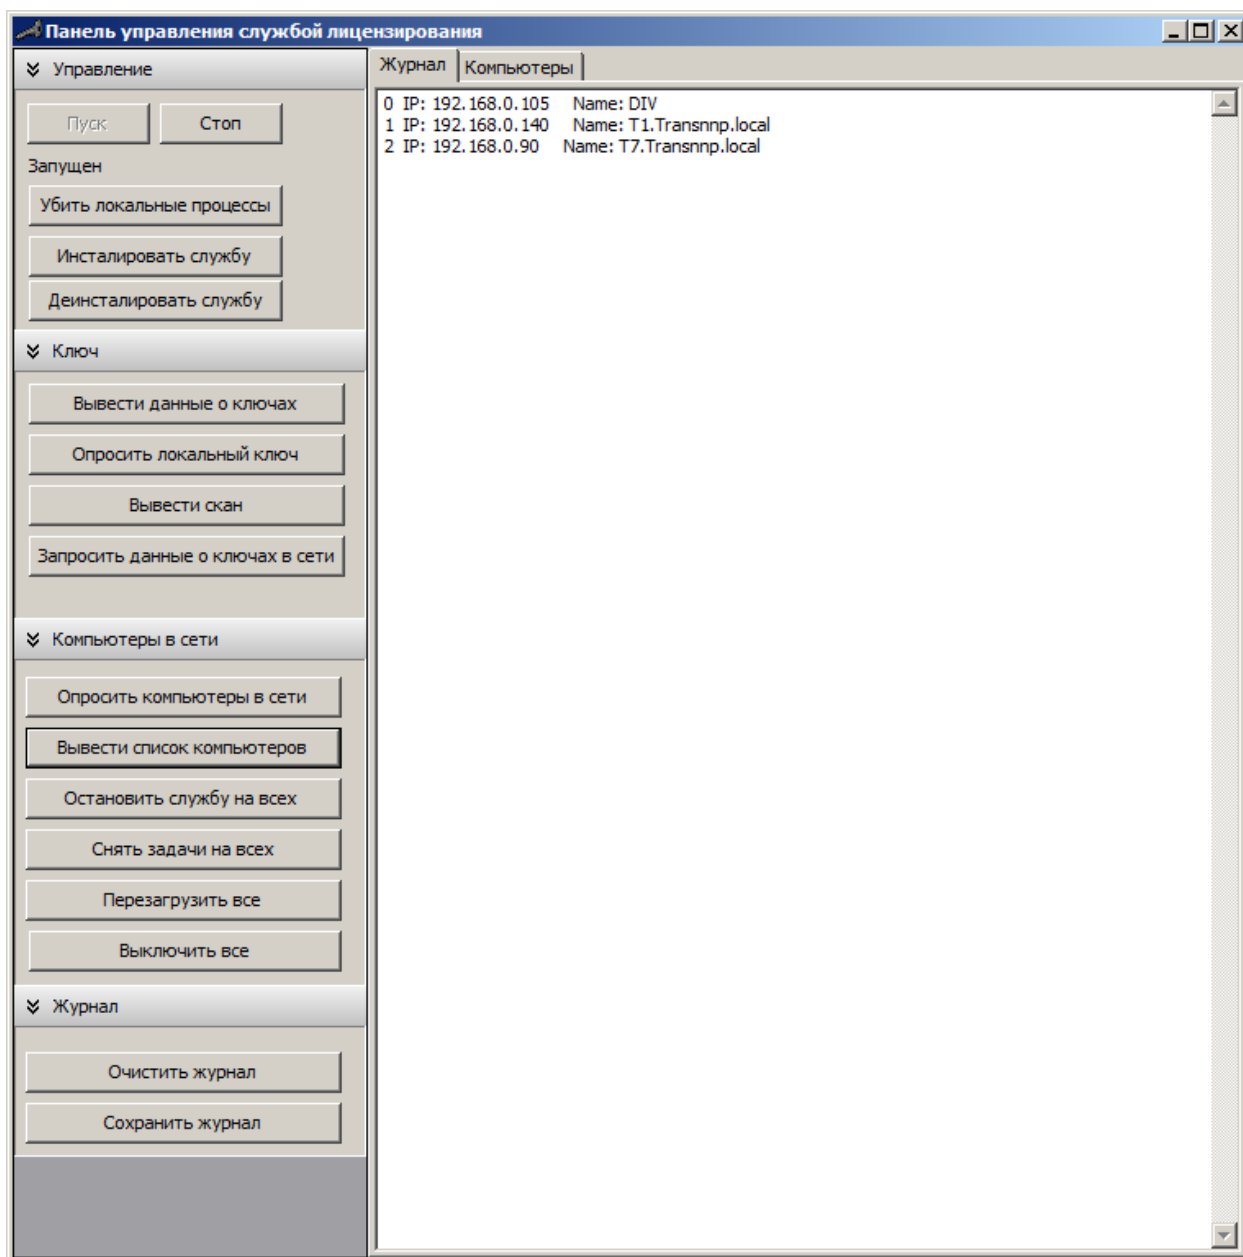 Панель управления службой лицензирования
Управление
Пуск Стоп
Запущен
Убить локальные процессы
Инсталировать службу
Деинсталировать службу
Ключ
Вывести данные о ключах
Опросить локальный ключ
Вывести скан
Запросить данные о ключах в сети
Компьютеры в сети
Опросить компьютеры в сети
Вывести список компьютеров
Остановить службу на всех
Снять задачи на всех
Перезагрузить все
Выключить все
Журнал
Очистить журнал
Сохранить журнал
Журнал Компьютеры
0 IP: 192.168.0.105 Name: DIV
1 IP: 192.168.0.140 Name: T1.Transnnp.local
2 IP: 192.168.0.90 Name: T7.Transnnp.local